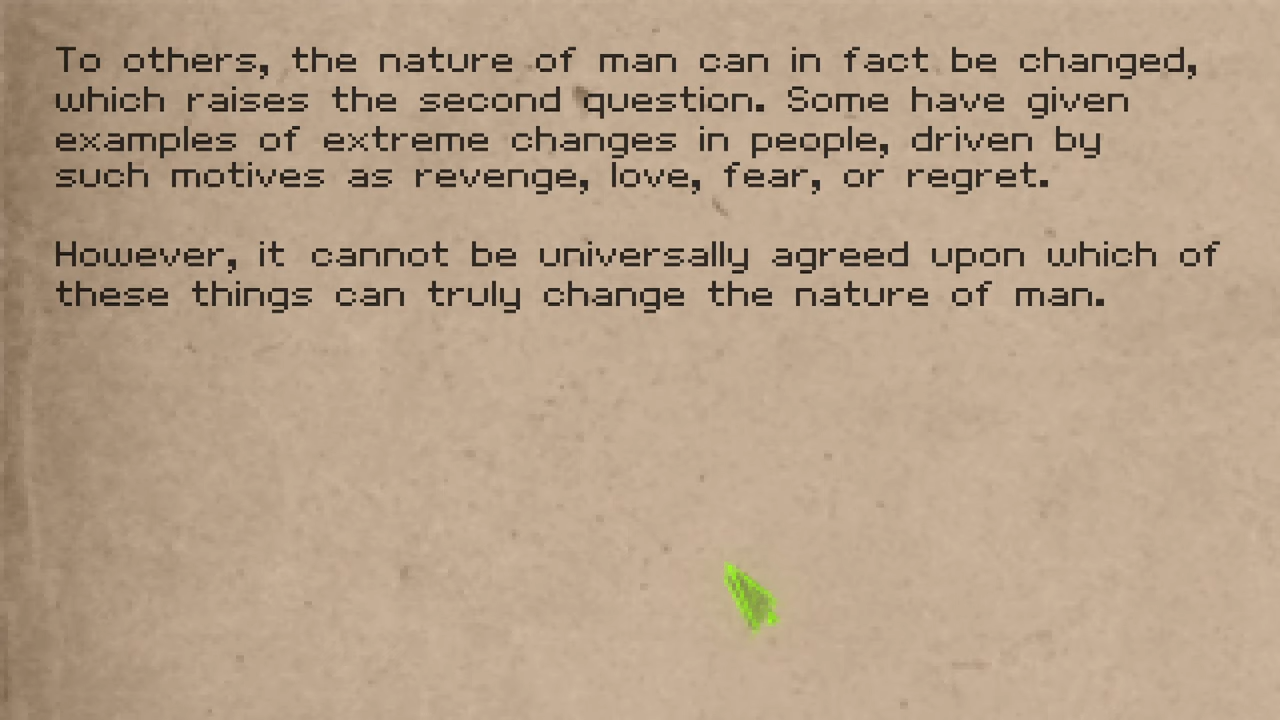 To others, the nature of man can in fact be changed,
which raises the second question. Some have given
examples of extreme changes in people, driven by
such motives as revenge, love, fear, or regret.
However, it cannot be universally agreed upon which of
these things can truly change the nature of man.